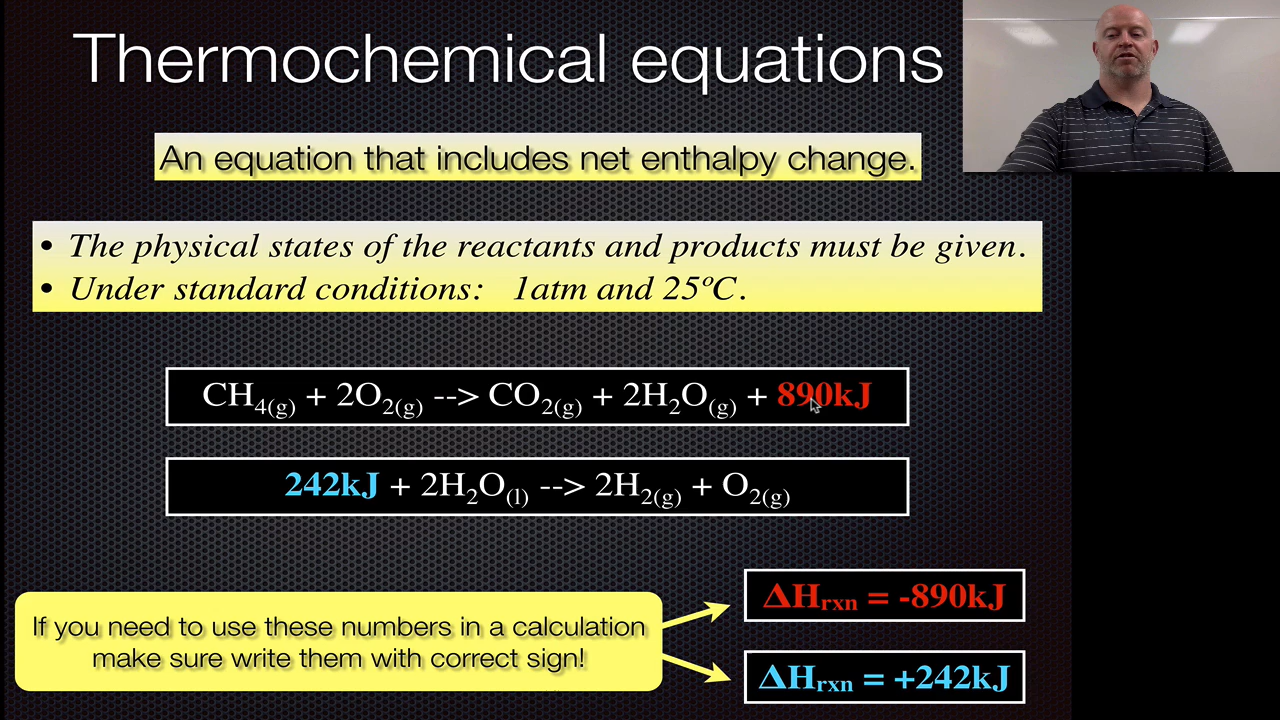 Thermochemical equations
An equation that includes net enthalpy change.
• The physical states of the reactants and products must be given.
• Under standard conditions: 1atm and 25ºC.
CH₄₍g₎ + 2O₂₍g₎ --> CO₂₍g₎ + 2H₂O₍g₎ + 890kJ
242kJ + 2H₂O₍l₎ --> 2H₂₍g₎ + O₂₍g₎
ΔHrxn = -890kJ
If you need to use these numbers in a calculation
make sure write them with correct sign!
ΔHrxn = +242kJ